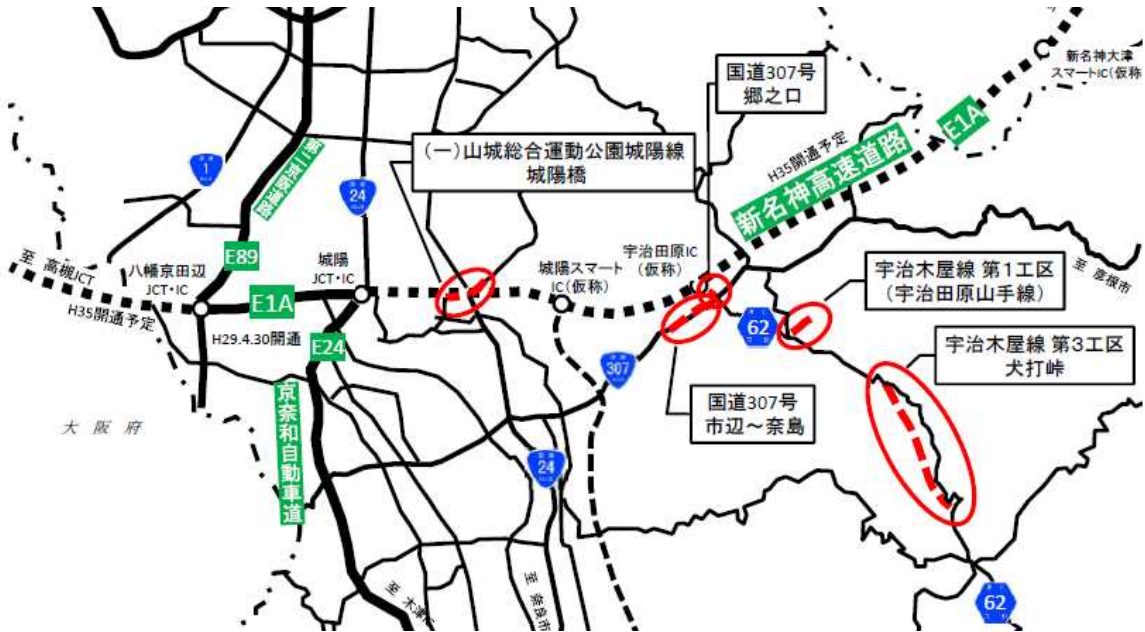 新名神大津
スマートIC(仮称
国道307号
郷之口
E1A
H35開通予定
新名神高速道路
(一)山城総合運動公園城陽線
城陽橋
1
第二京阪道路
24
至 高槻JCT
H35開通予定
八幡京田辺
JCT・IC
E89
E1A
城陽
JCT・IC
H29.4.30開通
E24
城陽スマート
IC(仮称)
宇治田原IC
(仮称)
至 彦根市
宇治木屋線 第1工区
(宇治田原山手線)
62
宇治木屋線 第3工区
犬打峠
307
国道307号
市辺～奈島
大阪府
京奈和自動車道
24
至 木津IC
至 奈良市
62